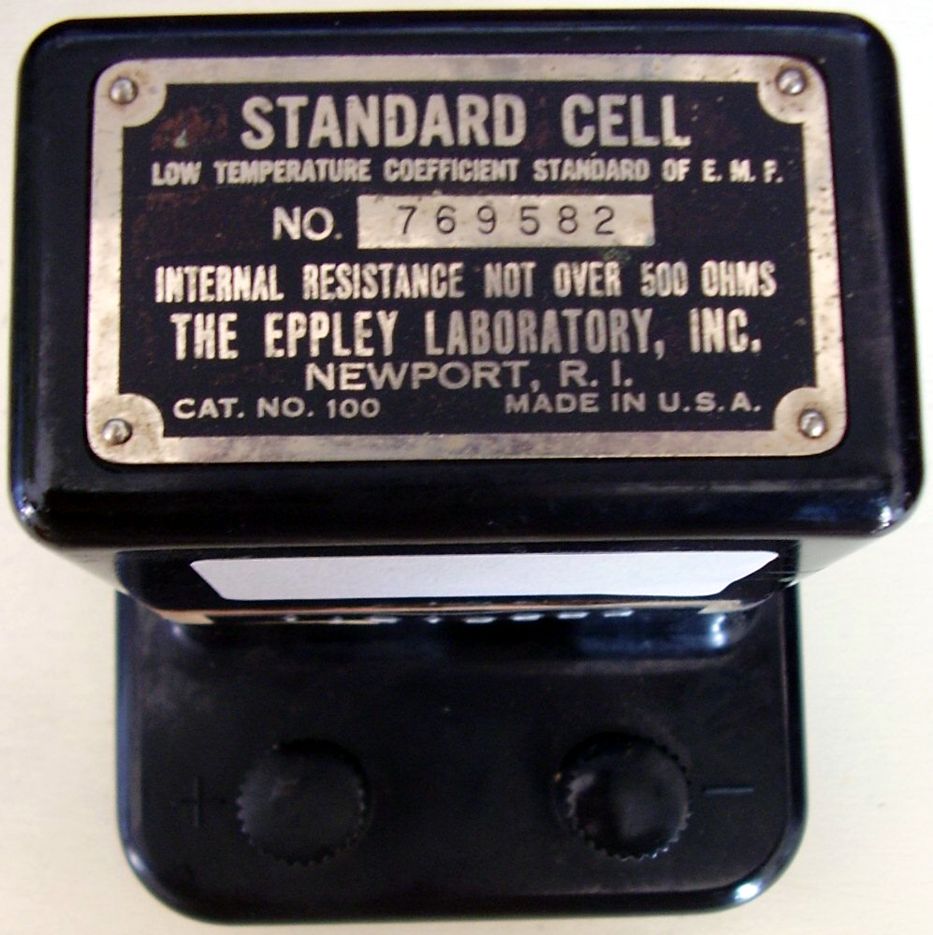 STANDARD CELL
LOW TEMPERATURE COEFFICIENT STANDARD OF E. M. F.
NO. 769582
INTERNAL RESISTANCE NOT OVER 500 OHMS
THE EPPLEY LABORATORY, INC.
NEWPORT, R. I.
CAT. NO. 100 MADE IN U.S.A.
+ −